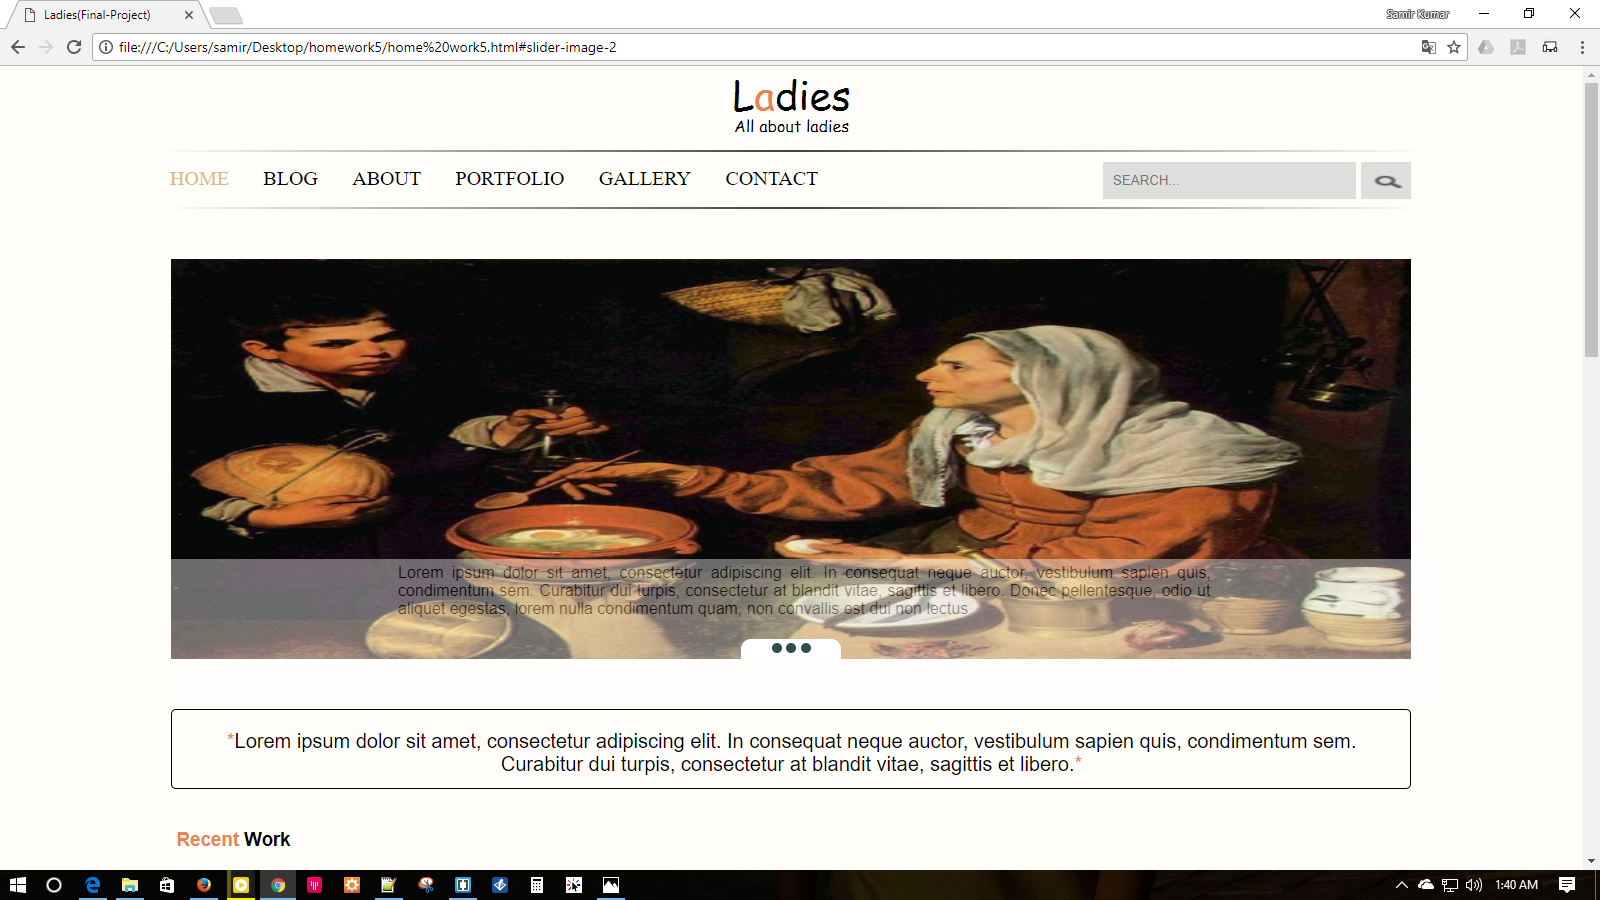 Ladies(Final-Project)
Samir Kumar
file:///C:/Users/samir/Desktop/homework5/home%20work5.html#slider-image-2
Ladies
All about ladies
HOME BLOG ABOUT PORTFOLIO GALLERY CONTACT SEARCH...
Lorem ipsum dolor sit amet, consectetur adipiscing elit. In consequat neque auctor, vestibulum sapien quis,
condimentum sem. Curabitur dui turpis, consectetur at blandit vitae, sagittis et libero. Donec pellentesque, odio ut
aliquet egestas, lorem nulla condimentum quam, non convallis est dui non lectus
*Lorem ipsum dolor sit amet, consectetur adipiscing elit. In consequat neque auctor, vestibulum sapien quis, condimentum sem.
Curabitur dui turpis, consectetur at blandit vitae, sagittis et libero.*
Recent Work
1:40 AM